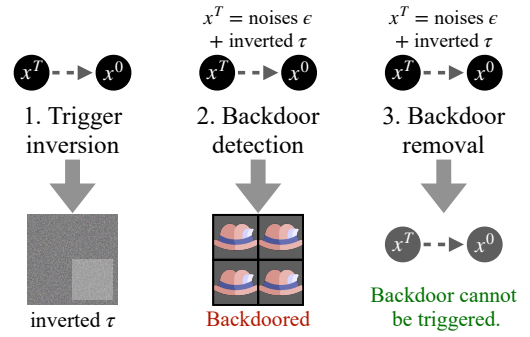 x^T = noises ϵ
+ inverted τ
x^T = noises ϵ
+ inverted τ
x^T x^0
x^T x^0
x^T x^0
1. Trigger
inversion
2. Backdoor
detection
3. Backdoor
removal
x^T x^0
inverted τ
Backdoored
Backdoor cannot
be triggered.